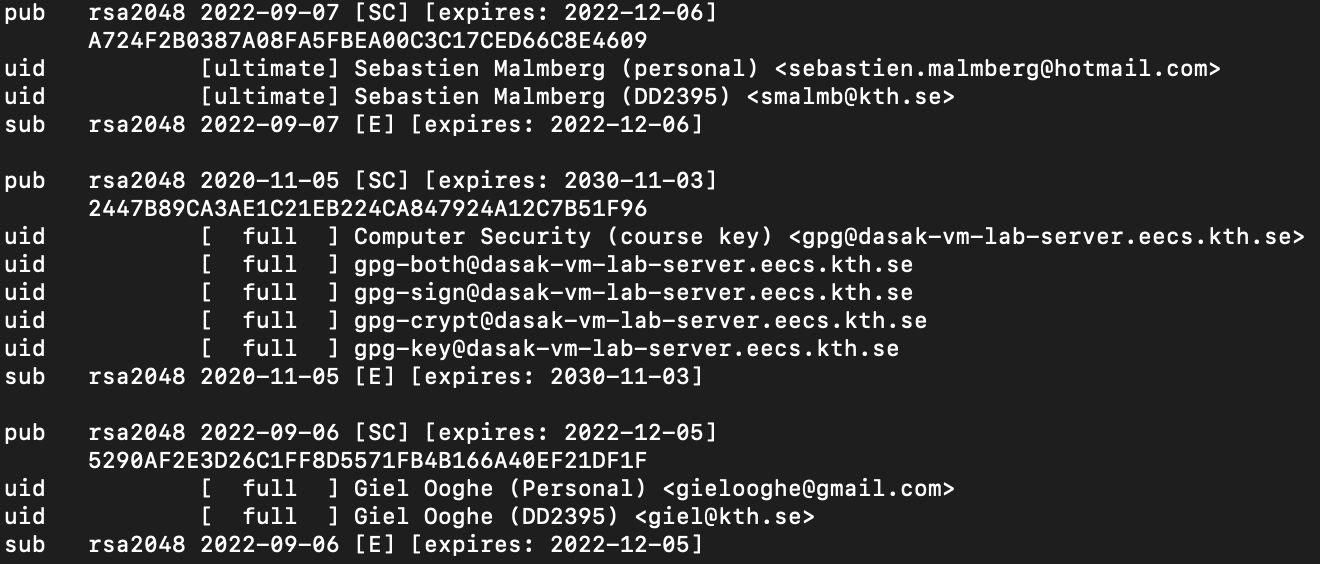 pub   rsa2048 2022-09-07 [SC] [expires: 2022-12-06]
      A724F2B0387A08FA5FBEA00C3C17CED66C8E4609
uid           [ultimate] Sebastien Malmberg (personal) <sebastien.malmberg@hotmail.com>
uid           [ultimate] Sebastien Malmberg (DD2395) <smalmb@kth.se>
sub   rsa2048 2022-09-07 [E] [expires: 2022-12-06]

pub   rsa2048 2020-11-05 [SC] [expires: 2030-11-03]
      2447B89CA3AE1C21EB224CA847924A12C7B51F96
uid           [  full  ] Computer Security (course key) <gpg@dasak-vm-lab-server.eecs.kth.se>
uid           [  full  ] gpg-both@dasak-vm-lab-server.eecs.kth.se
uid           [  full  ] gpg-sign@dasak-vm-lab-server.eecs.kth.se
uid           [  full  ] gpg-crypt@dasak-vm-lab-server.eecs.kth.se
uid           [  full  ] gpg-key@dasak-vm-lab-server.eecs.kth.se
sub   rsa2048 2020-11-05 [E] [expires: 2030-11-03]

pub   rsa2048 2022-09-06 [SC] [expires: 2022-12-05]
      5290AF2E3D26C1FF8D5571FB4B166A40EF21DF1F
uid           [  full  ] Giel Ooghe (Personal) <gielooghe@gmail.com>
uid           [  full  ] Giel Ooghe (DD2395) <giel@kth.se>
sub   rsa2048 2022-09-06 [E] [expires: 2022-12-05]